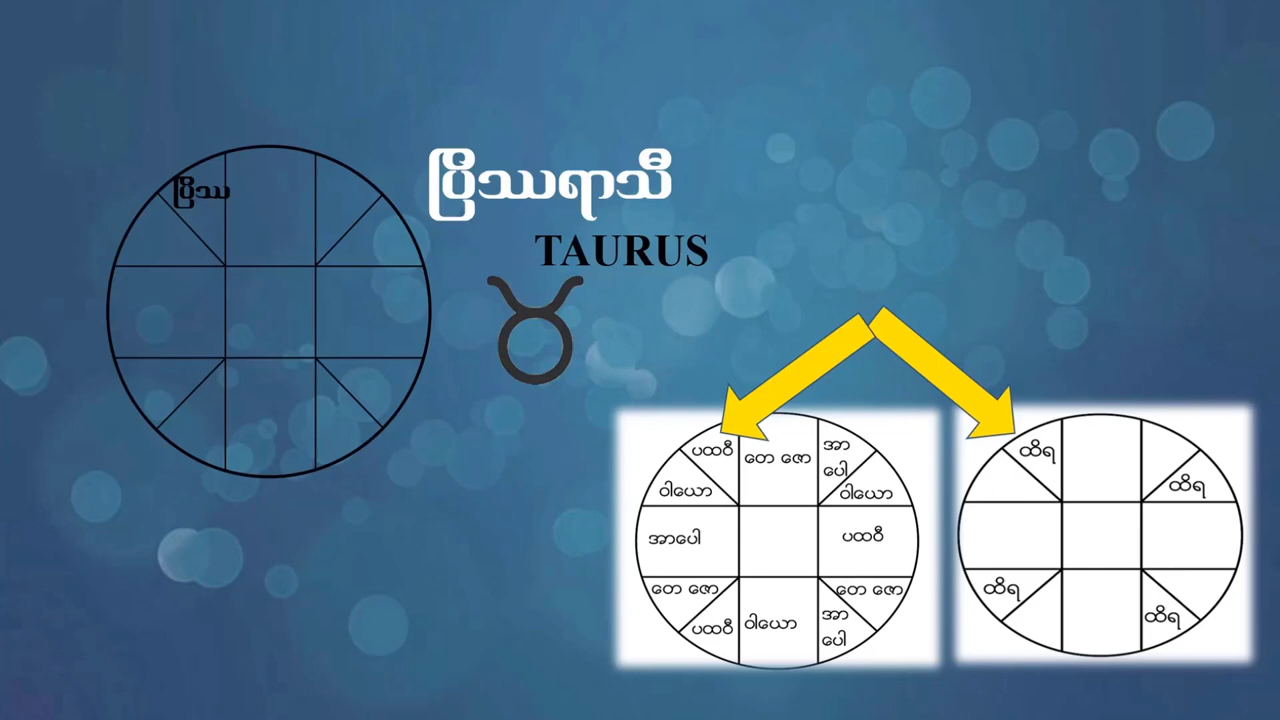 ပြိဿ
ပြိဿရာသီ
TAURUS
ပထဝီ
တေ ဇော
အာ
ပေါ
ဝါယော
ဝါယော
အာပေါ
ပထဝီ
တေ ဇော
တေ ဇော
ပထဝီ
ဝါယော
အာ
ပေါ
ထိရ
ထိရ
ထိရ
ထိရ